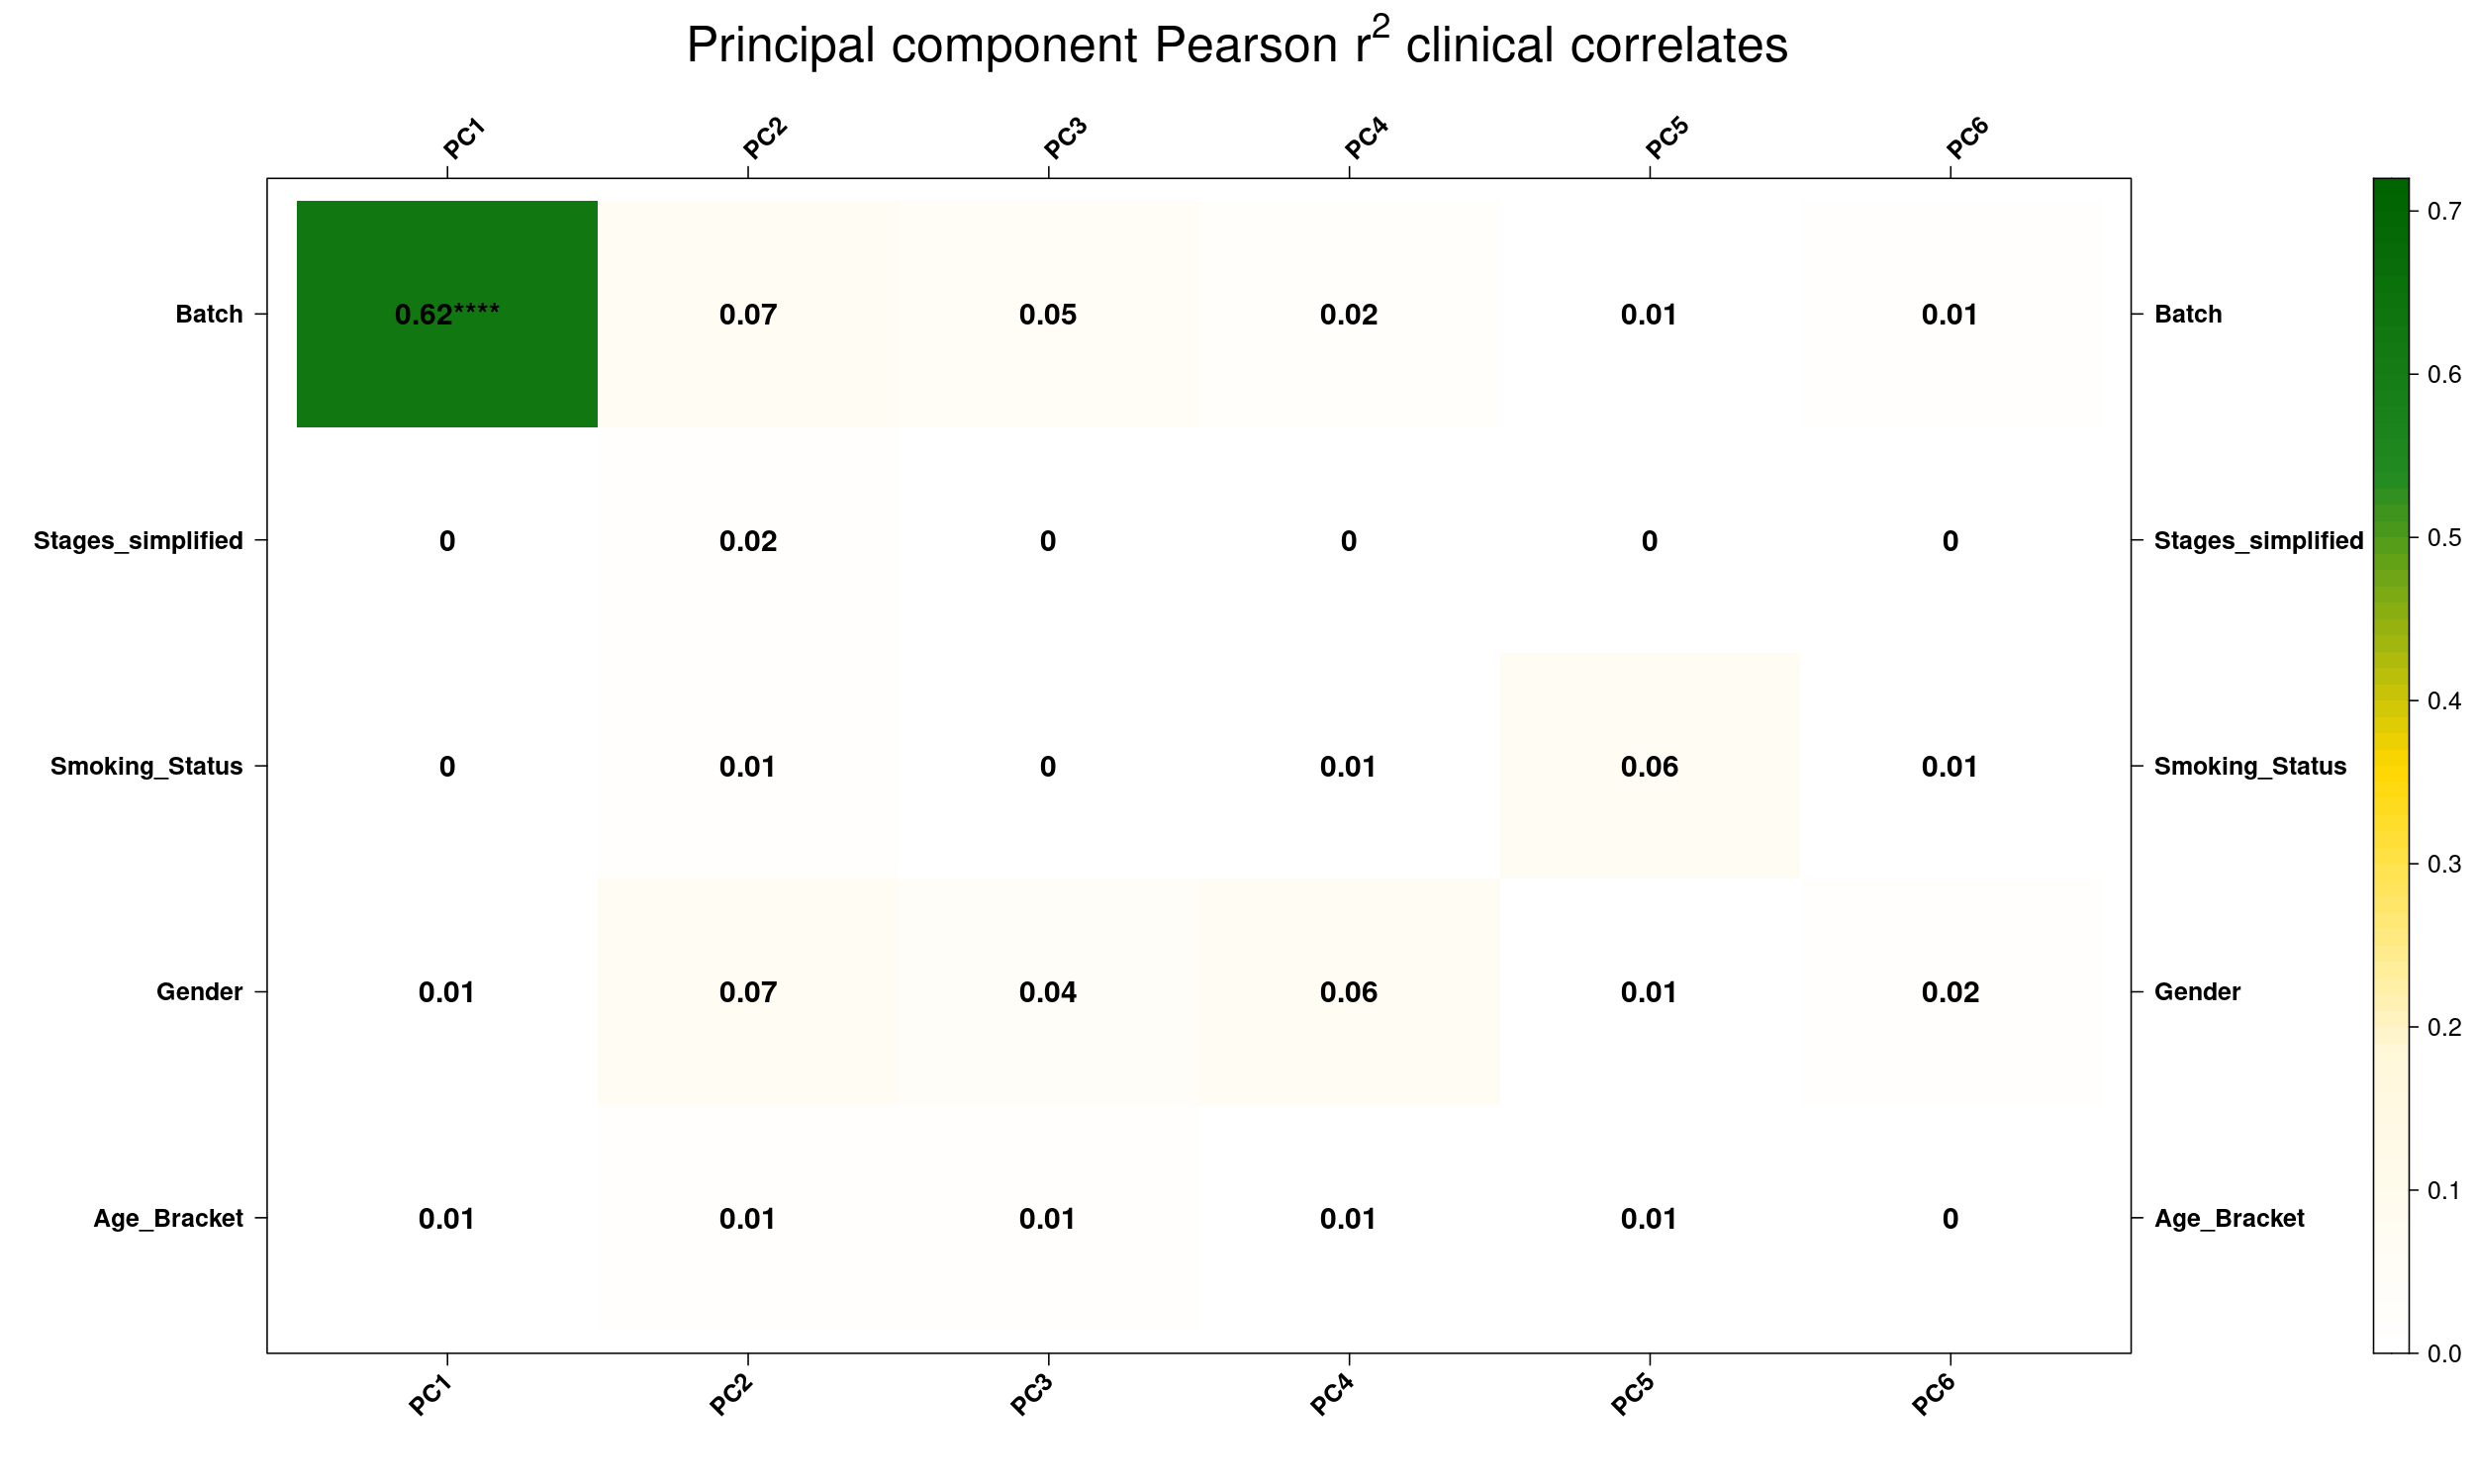 Principal component Pearson r² clinical correlates
PC1 PC2 PC3 PC4 PC5 PC6
Batch 0.62**** 0.07 0.05 0.02 0.01 0.01 Batch
Stages_simplified 0 0.02 0 0 0 0 Stages_simplified
Smoking_Status 0 0.01 0 0.01 0.06 0.01 Smoking_Status
Gender 0.01 0.07 0.04 0.06 0.01 0.02 Gender
Age_Bracket 0.01 0.01 0.01 0.01 0.01 0 Age_Bracket
PC1 PC2 PC3 PC4 PC5 PC6
0.7
0.6
0.5
0.4
0.3
0.2
0.1
0.0